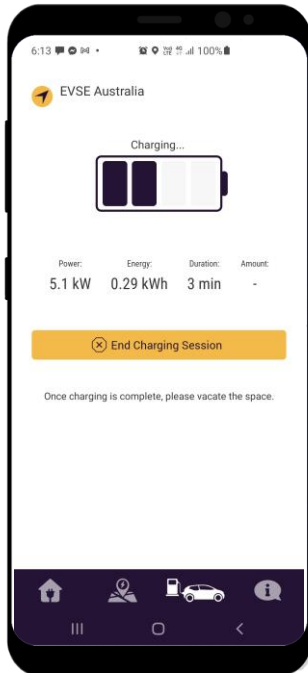 6:13 100%
EVSE Australia
Charging...
Power: Energy: Duration: Amount:
5.1 kW 0.29 kWh 3 min -
End Charging Session
Once charging is complete, please vacate the space.